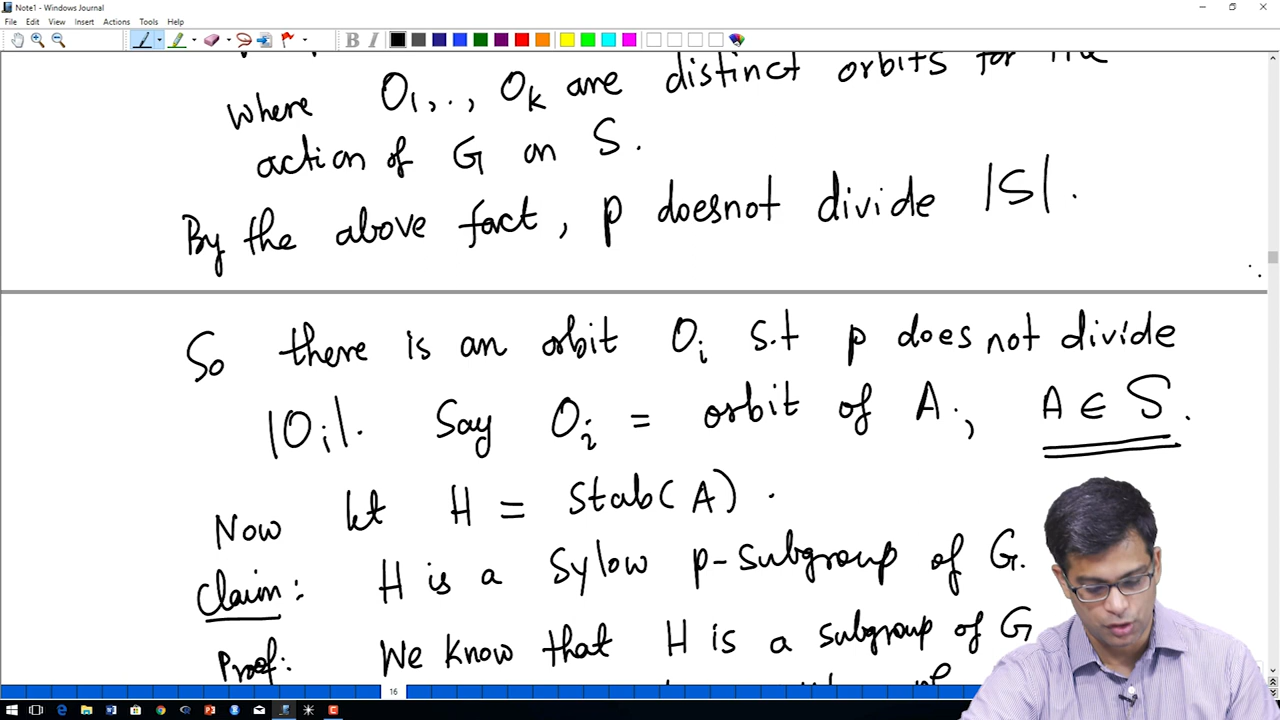 Note1 - Windows Journal
File Edit View Insert Actions Tools Help
where O1,..,Ok are distinct orbits for the
action of G on S.
By the above fact, p doesnot divide |S|.
So there is an orbit Oi s.t p does not divide
|Oi|. Say Oi = orbit of A, A ∈ S.
Now let H = Stab(A).
Claim: H is a Sylow p-subgroup of G.
Proof: We know that H is a subgroup of G
16